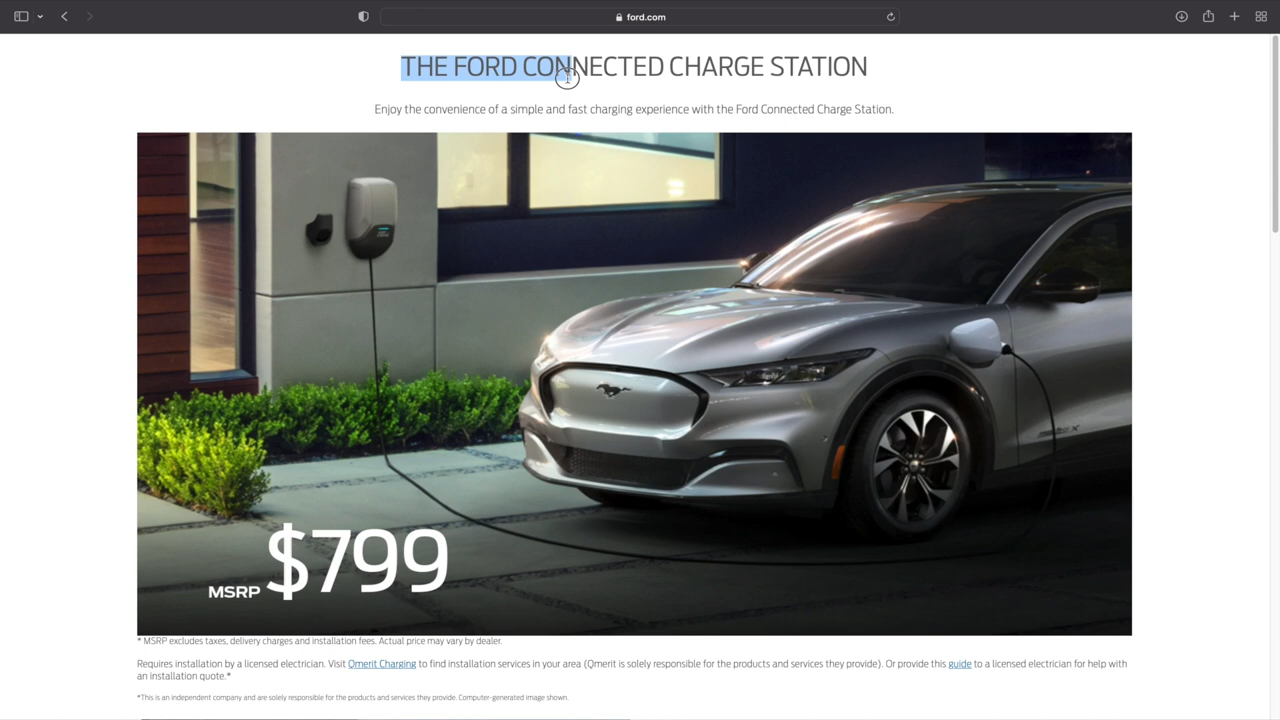 ford.com
THE FORD CONNECTED CHARGE STATION
Enjoy the convenience of a simple and fast charging experience with the Ford Connected Charge Station.
MSRP $799
* MSRP excludes taxes, delivery charges and installation fees. Actual price may vary by dealer.
Requires installation by a licensed electrician. Visit Qmerit Charging to find installation services in your area (Qmerit is solely responsible for the products and services they provide). Or provide this guide to a licensed electrician for help with
an installation quote.*
*This is an independent company and are solely responsible for the products and services they provide. Computer-generated image shown.